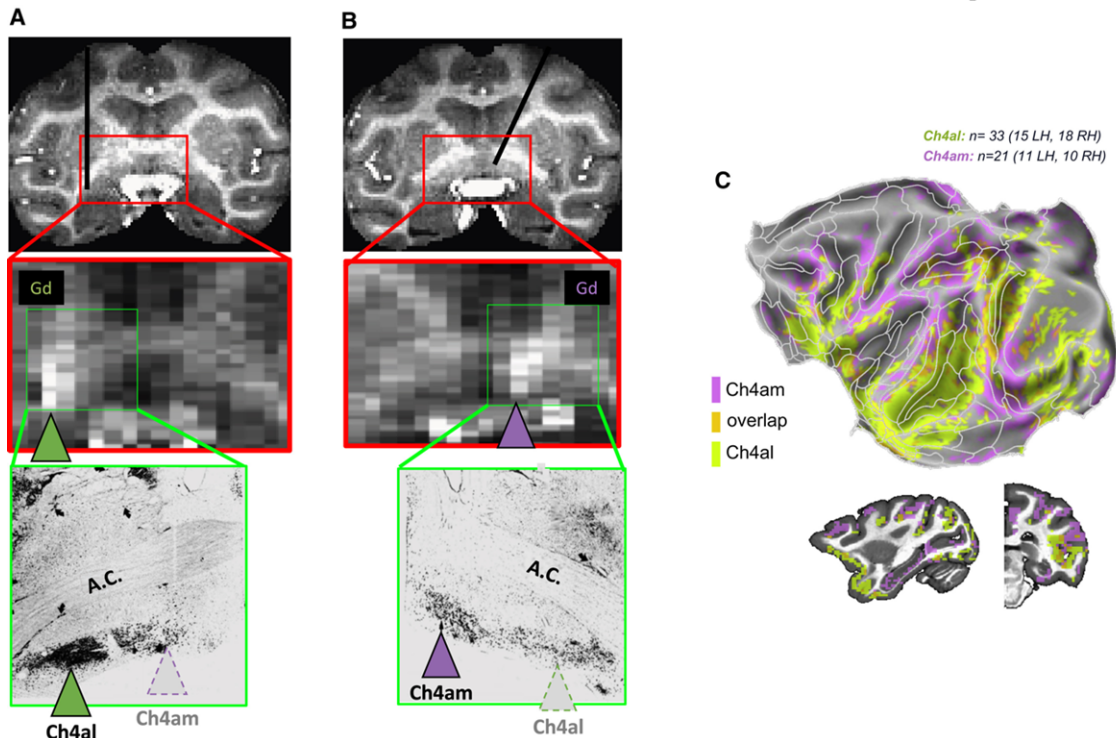 A
B
Gd
Gd
A.C.
A.C.
Ch4am
Ch4al
Ch4am
Ch4al
Ch4al: n= 33 (15 LH, 18 RH)
Ch4am: n=21 (11 LH, 10 RH)
C
Ch4am
overlap
Ch4al